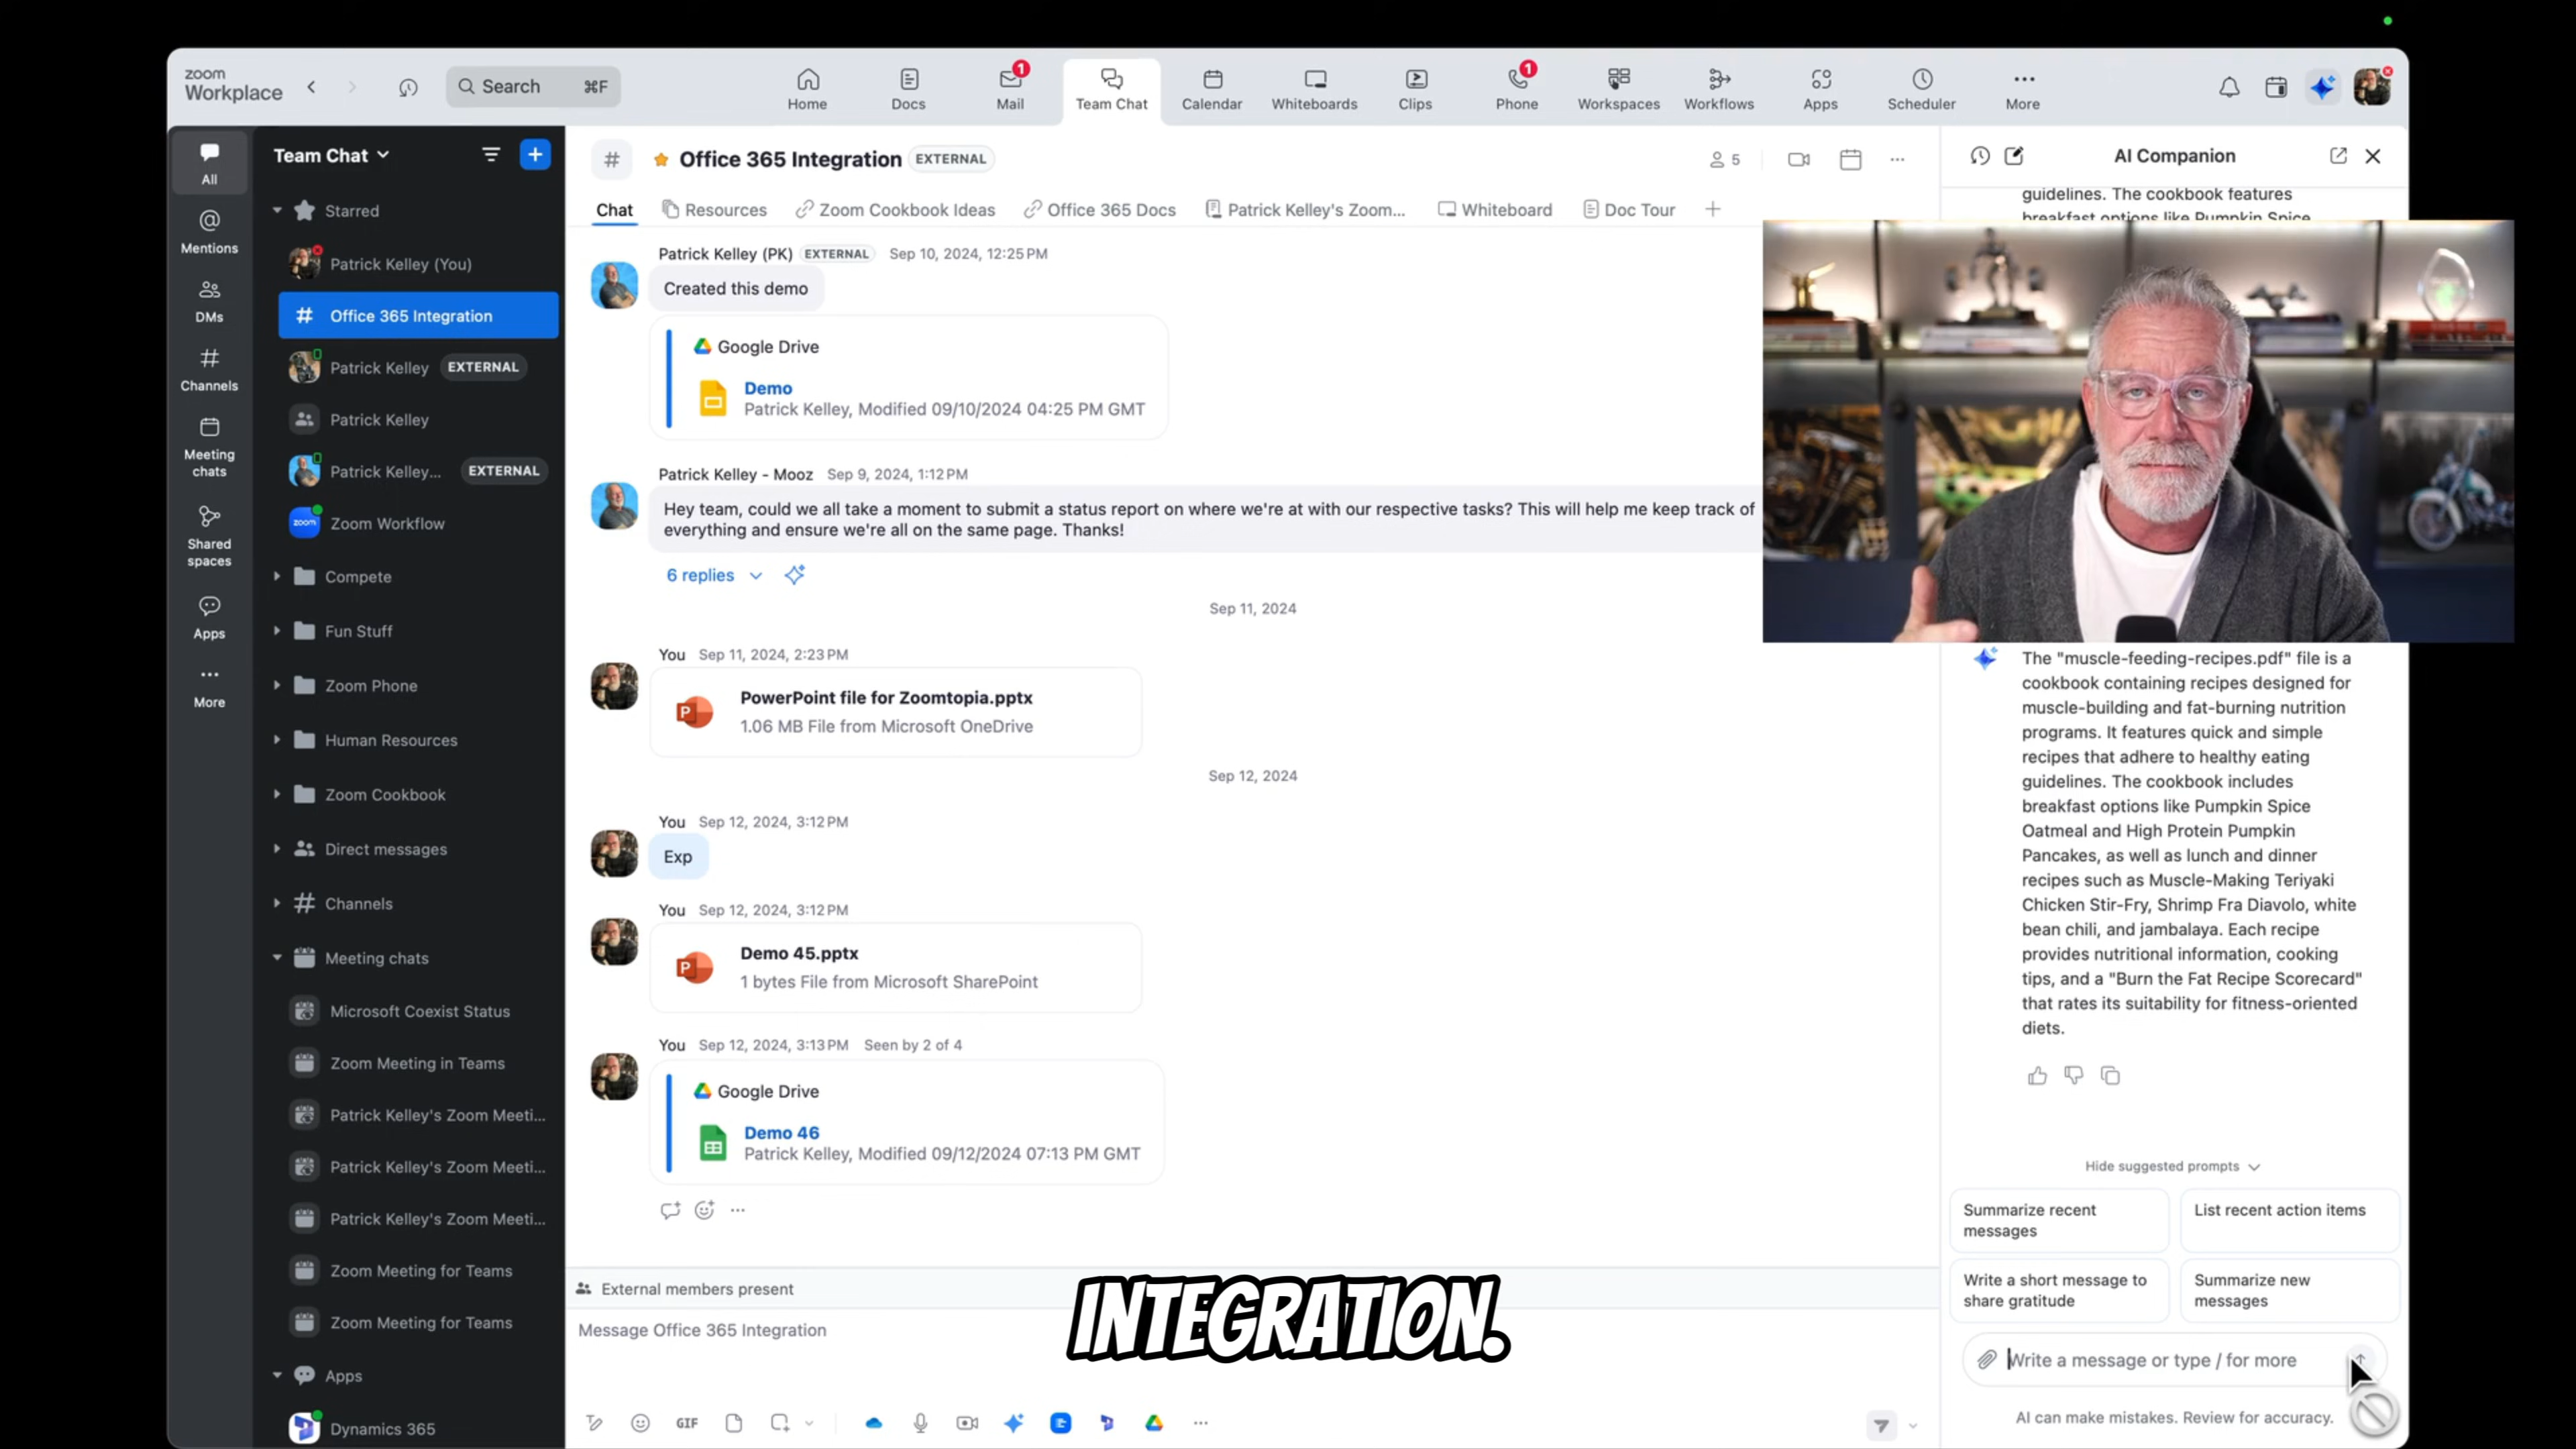 zoom
Workplace
Search ⌘F
Home
Docs
1
Mail
Team Chat
Calendar
Whiteboards
Clips
1
Phone
Workspaces
Workflows
Apps
Scheduler
More
All
Mentions
DMs
Channels
Meeting
chats
Shared
spaces
Apps
More
Team Chat
Starred
Patrick Kelley (You)
# Office 365 Integration
Patrick Kelley EXTERNAL
Patrick Kelley
Patrick Kelley... EXTERNAL
zoom Zoom Workflow
Compete
Fun Stuff
Zoom Phone
Human Resources
Zoom Cookbook
Direct messages
# Channels
Meeting chats
Microsoft Coexist Status
Zoom Meeting in Teams
Patrick Kelley's Zoom Meeti...
Patrick Kelley's Zoom Meeti...
Patrick Kelley's Zoom Meeti...
Zoom Meeting for Teams
Zoom Meeting for Teams
Apps
Dynamics 365
# Office 365 Integration EXTERNAL
5
Chat
Resources
Zoom Cookbook Ideas
Office 365 Docs
Patrick Kelley's Zoom...
Whiteboard
Doc Tour
Patrick Kelley (PK) EXTERNAL Sep 10, 2024, 12:25 PM
Created this demo
Google Drive
Demo
Patrick Kelley, Modified 09/10/2024 04:25 PM GMT
Patrick Kelley - Mooz Sep 9, 2024, 1:12 PM
Hey team, could we all take a moment to submit a status report on where we're at with our respective tasks? This will help me keep track of
everything and ensure we're all on the same page. Thanks!
6 replies
Sep 11, 2024
You Sep 11, 2024, 2:23 PM
P PowerPoint file for Zoomtopia.pptx
1.06 MB File from Microsoft OneDrive
Sep 12, 2024
You Sep 12, 2024, 3:12 PM
Exp
You Sep 12, 2024, 3:12 PM
P Demo 45.pptx
1 bytes File from Microsoft SharePoint
You Sep 12, 2024, 3:13 PM Seen by 2 of 4
Google Drive
Demo 46
Patrick Kelley, Modified 09/12/2024 07:13 PM GMT
External members present
Message Office 365 Integration
INTEGRATION.
GIF
AI Companion
guidelines. The cookbook features
breakfast options like Pumpkin Spice
The "muscle-feeding-recipes.pdf" file is a
cookbook containing recipes designed for
muscle-building and fat-burning nutrition
programs. It features quick and simple
recipes that adhere to healthy eating
guidelines. The cookbook includes
breakfast options like Pumpkin Spice
Oatmeal and High Protein Pumpkin
Pancakes, as well as lunch and dinner
recipes such as Muscle-Making Teriyaki
Chicken Stir-Fry, Shrimp Fra Diavolo, white
bean chili, and jambalaya. Each recipe
provides nutritional information, cooking
tips, and a "Burn the Fat Recipe Scorecard"
that rates its suitability for fitness-oriented
diets.
Hide suggested prompts
Summarize recent
messages
List recent action items
Write a short message to
share gratitude
Summarize new
messages
Write a message or type / for more
AI can make mistakes. Review for accuracy.